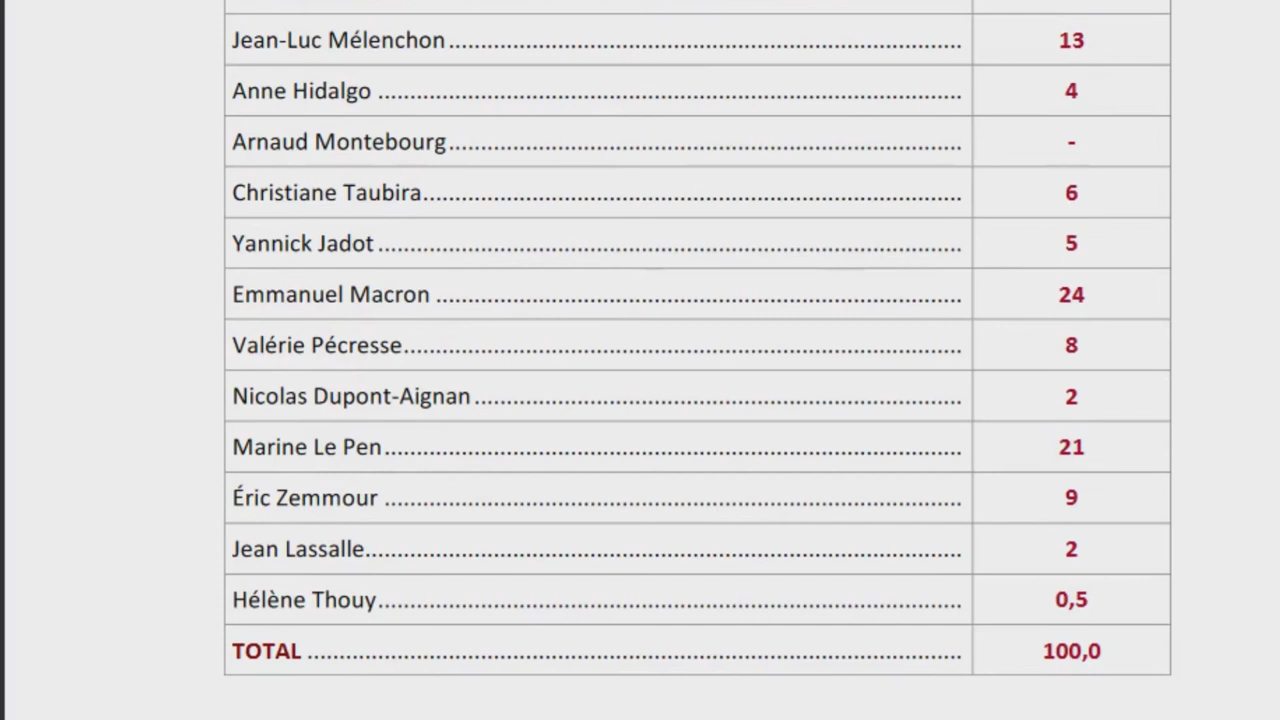 Jean-Luc Mélenchon................................................................................ 13
Anne Hidalgo ........................................................................................... 4
Arnaud Montebourg................................................................................ -
Christiane Taubira.................................................................................... 6
Yannick Jadot ........................................................................................... 5
Emmanuel Macron .................................................................................. 24
Valérie Pécresse....................................................................................... 8
Nicolas Dupont-Aignan ............................................................................ 2
Marine Le Pen.......................................................................................... 21
Éric Zemmour .......................................................................................... 9
Jean Lassalle............................................................................................. 2
Hélène Thouy........................................................................................... 0,5
TOTAL ...................................................................................................... 100,0